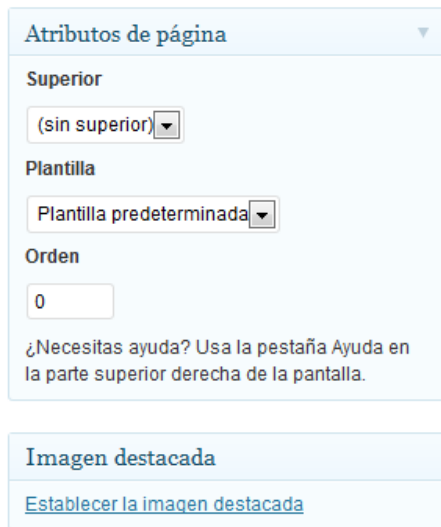 Atributos de página
Superior
(sin superior)
Plantilla
Plantilla predeterminada
Orden
0
¿Necesitas ayuda? Usa la pestaña Ayuda en
la parte superior derecha de la pantalla.
Imagen destacada
Establecer la imagen destacada